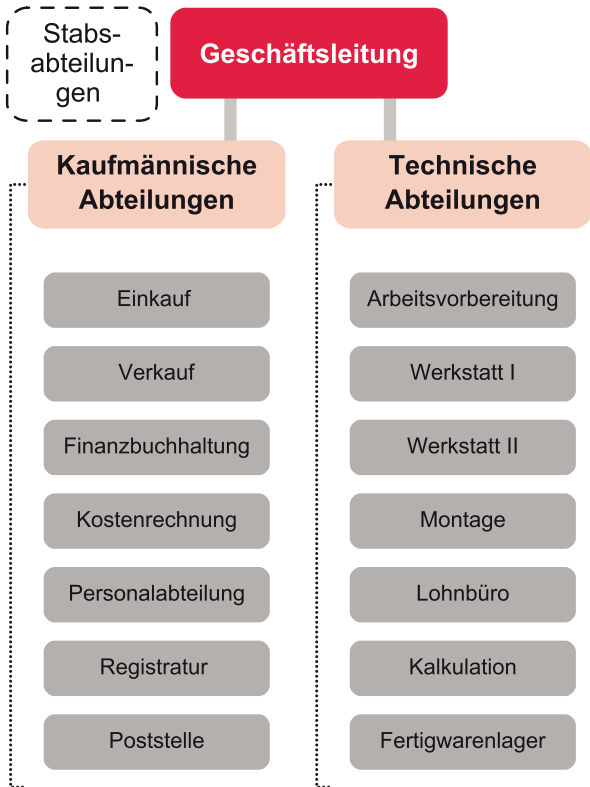 Stabs-
abteilun-
gen
Geschäftsleitung
Kaufmännische
Abteilungen
Einkauf
Verkauf
Finanzbuchhaltung
Kostenrechnung
Personalabteilung
Registratur
Poststelle
Technische
Abteilungen
Arbeitsvorbereitung
Werkstatt I
Werkstatt II
Montage
Lohnbüro
Kalkulation
Fertigwarenlager